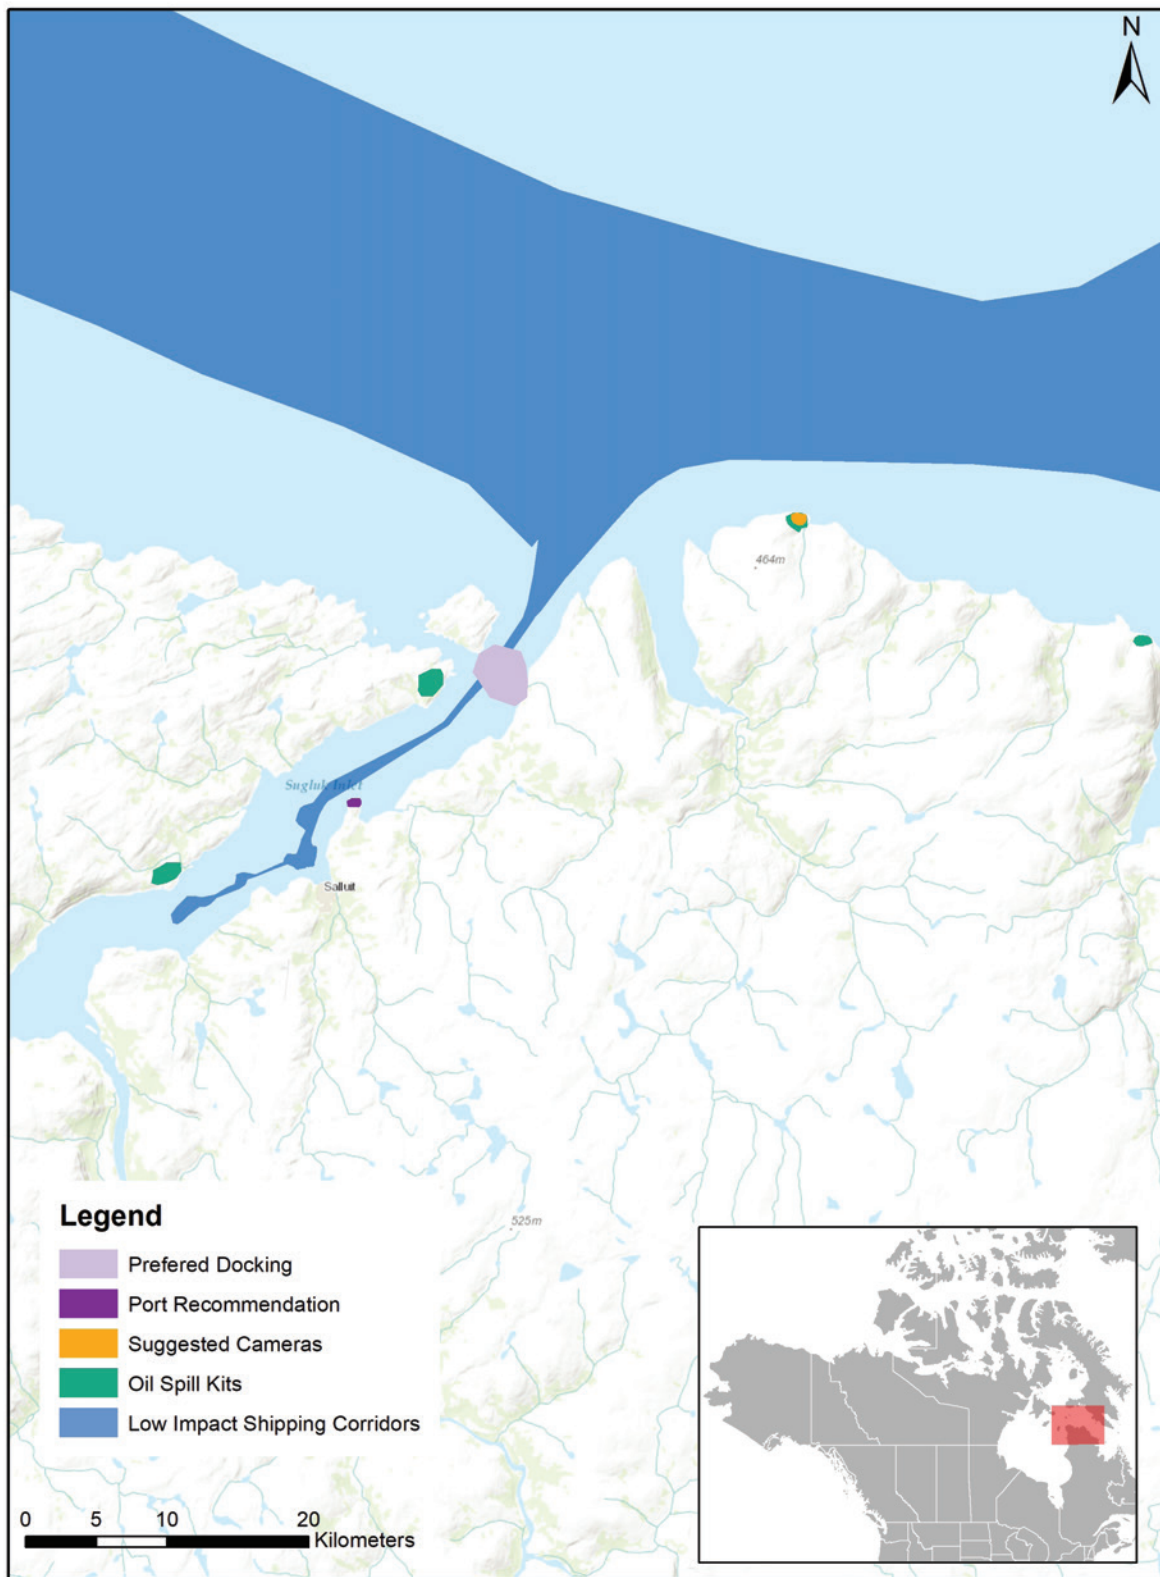 N
464m
Sugluk Inlet
Salluit
525m
Legend
Prefered Docking
Port Recommendation
Suggested Cameras
Oil Spill Kits
Low Impact Shipping Corridors
0 5 10 20
Kilometers